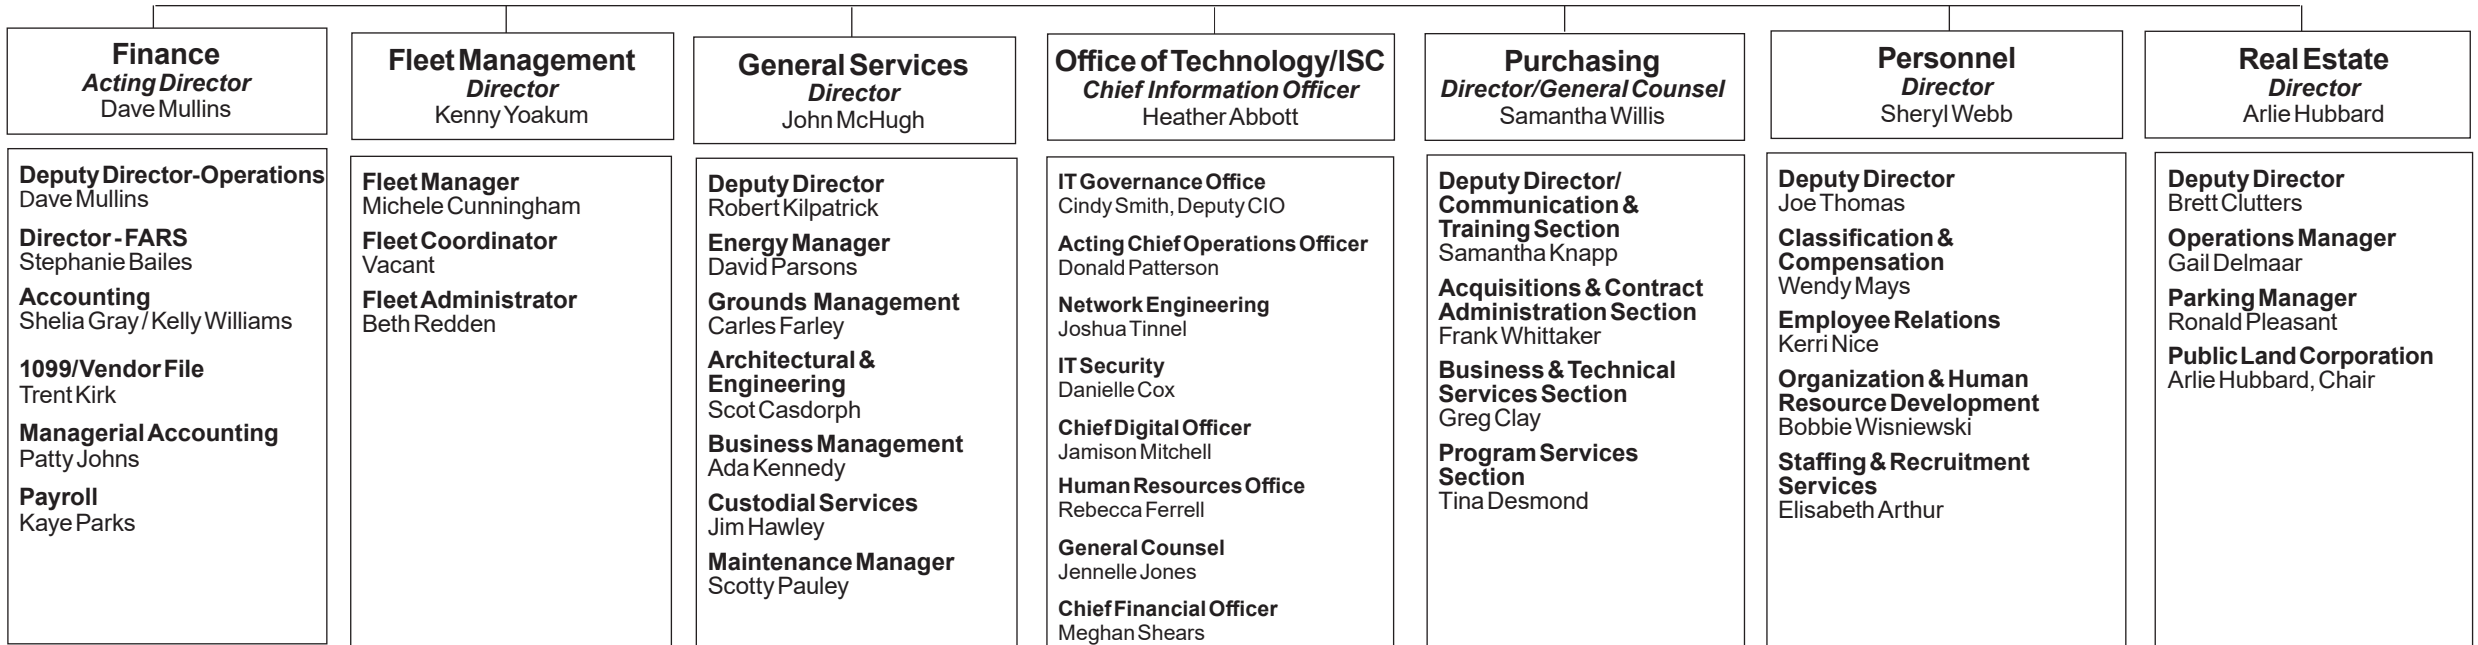 Finance
Acting Director
Dave Mullins
Deputy Director-Operations
Dave Mullins
Director - FARS
Stephanie Bailes
Accounting
Shelia Gray / Kelly Williams
1099/Vendor File
Trent Kirk
Managerial Accounting
Patty Johns
Payroll
Kaye Parks
Fleet Management
Director
Kenny Yoakum
Fleet Manager
Michele Cunningham
Fleet Coordinator
Vacant
Fleet Administrator
Beth Redden
General Services
Director
John McHugh
Deputy Director
Robert Kilpatrick
Energy Manager
David Parsons
Grounds Management
Carles Farley
Architectural &
Engineering
Scot Casdorph
Business Management
Ada Kennedy
Custodial Services
Jim Hawley
Maintenance Manager
Scotty Pauley
Office of Technology/ISC
Chief Information Officer
Heather Abbott
IT Governance Office
Cindy Smith, Deputy CIO
Acting Chief Operations Officer
Donald Patterson
Network Engineering
Joshua Tinnel
IT Security
Danielle Cox
Chief Digital Officer
Jamison Mitchell
Human Resources Office
Rebecca Ferrell
General Counsel
Jennelle Jones
Chief Financial Officer
Meghan Shears
Purchasing
Director/General Counsel
Samantha Willis
Deputy Director/
Communication &
Training Section
Samantha Knapp
Acquisitions & Contract
Administration Section
Frank Whittaker
Business & Technical
Services Section
Greg Clay
Program Services
Section
Tina Desmond
Personnel
Director
Sheryl Webb
Deputy Director
Joe Thomas
Classification &
Compensation
Wendy Mays
Employee Relations
Kerri Nice
Organization & Human
Resource Development
Bobbie Wisniewski
Staffing & Recruitment
Services
Elisabeth Arthur
Real Estate
Director
Arlie Hubbard
Deputy Director
Brett Clutters
Operations Manager
Gail Delmaar
Parking Manager
Ronald Pleasant
Public Land Corporation
Arlie Hubbard, Chair